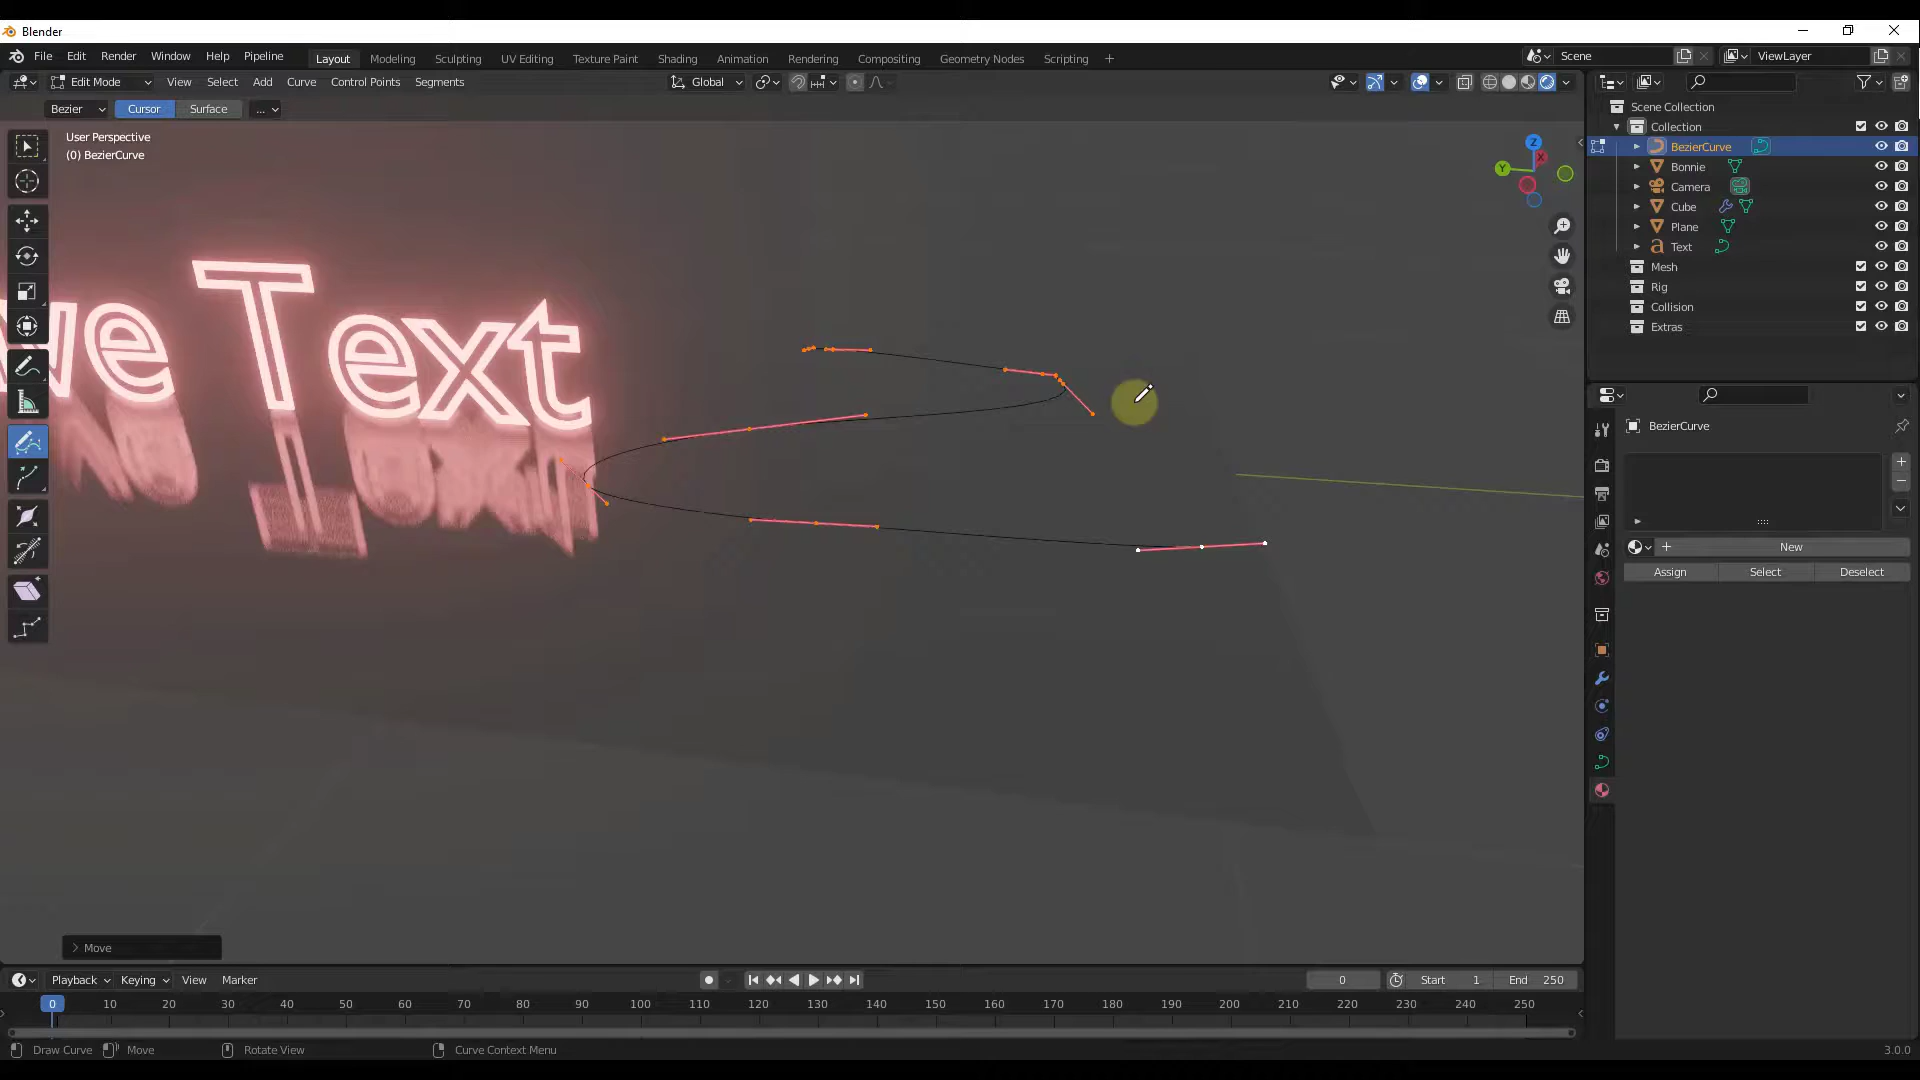 Blender
File Edit Render Window Help Pipeline Layout Modeling Sculpting UV Editing Texture Paint Shading Animation Rendering Compositing Geometry Nodes Scripting + Scene ViewLayer
Edit Mode View Select Add Curve Control Points Segments Global
Bezier Cursor Surface ...
User Perspective
(0) BezierCurve
Z
X
Y
Scene Collection
Collection
BezierCurve
Bonnie
Camera
Cube
Plane
Text
Mesh
Rig
Collision
Extras
ve Text
BezierCurve
New
Assign Select Deselect
Move
Playback Keying View Marker 0 Start 1 End 250
0 10 20 30 40 50 60 70 80 90 100 110 120 130 140 150 160 170 180 190 200 210 220 230 240 250
Draw Curve Move Rotate View Curve Context Menu 3.0.0